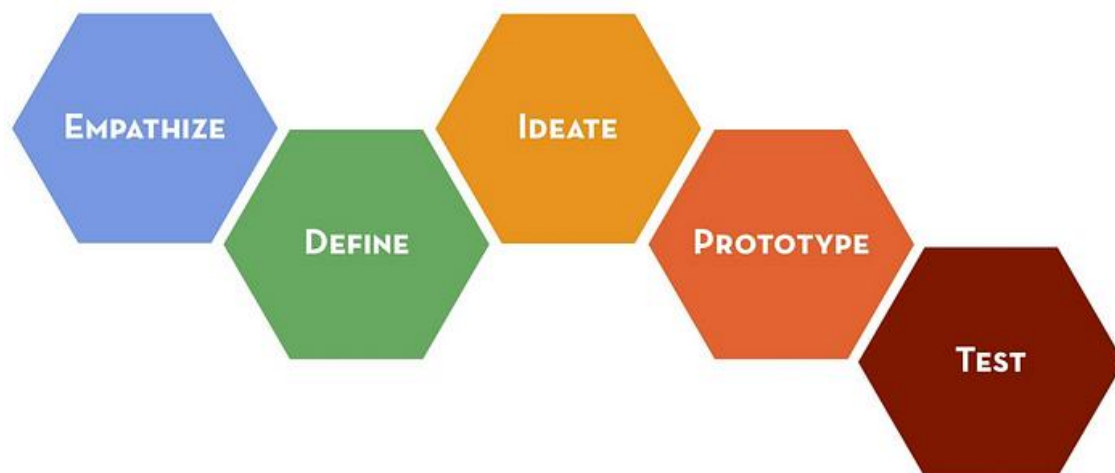 EMPATHIZE
DEFINE
IDEATE
PROTOTYPE
TEST